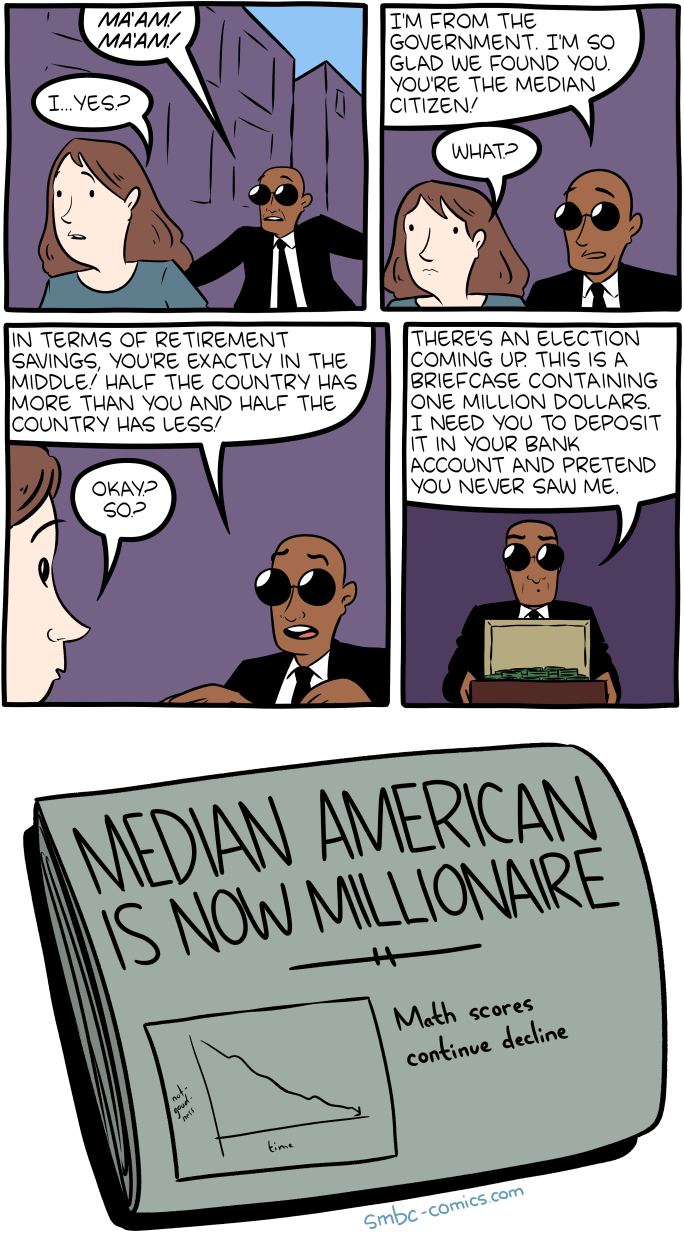 MA'AM!
MA'AM!
I...YES?
I'M FROM THE
GOVERNMENT. I'M SO
GLAD WE FOUND YOU.
YOU'RE THE MEDIAN
CITIZEN!
WHAT?
IN TERMS OF RETIREMENT
SAVINGS, YOU'RE EXACTLY IN THE
MIDDLE! HALF THE COUNTRY HAS
MORE THAN YOU AND HALF THE
COUNTRY HAS LESS!
OKAY?
SO?
THERE'S AN ELECTION
COMING UP. THIS IS A
BRIEFCASE CONTAINING
ONE MILLION DOLLARS.
I NEED YOU TO DEPOSIT
IT IN YOUR BANK
ACCOUNT AND PRETEND
YOU NEVER SAW ME.
MEDIAN AMERICAN
IS NOW MILLIONAIRE
Math scores
continue decline
not-
good-
ness
time
smbc-comics.com